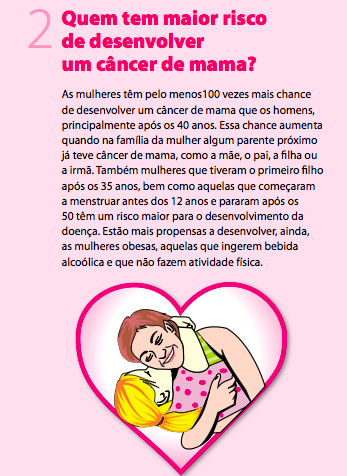 2 Quem tem maior risco
de desenvolver
um câncer de mama?
As mulheres têm pelo menos100 vezes mais chance
de desenvolver um câncer de mama que os homens,
principalmente após os 40 anos. Essa chance aumenta
quando na família da mulher algum parente próximo
já teve câncer de mama, como a mãe, o pai, a filha ou
a irmã. Também mulheres que tiveram o primeiro filho
após os 35 anos, bem como aquelas que começaram
a menstruar antes dos 12 anos e pararam após os
50 têm um risco maior para o desenvolvimento da
doença. Estão mais propensas a desenvolver, ainda,
as mulheres obesas, aquelas que ingerem bebida
alcoólica e que não fazem atividade física.